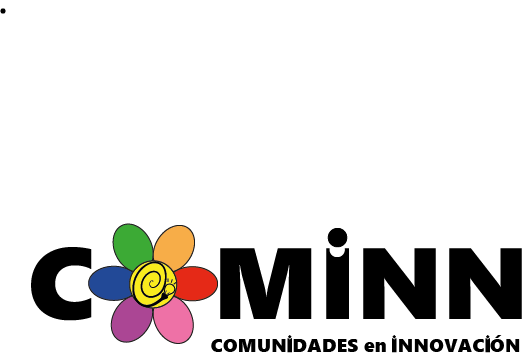 COMiNN
COMUNiDADES en iNNOVACiÓN